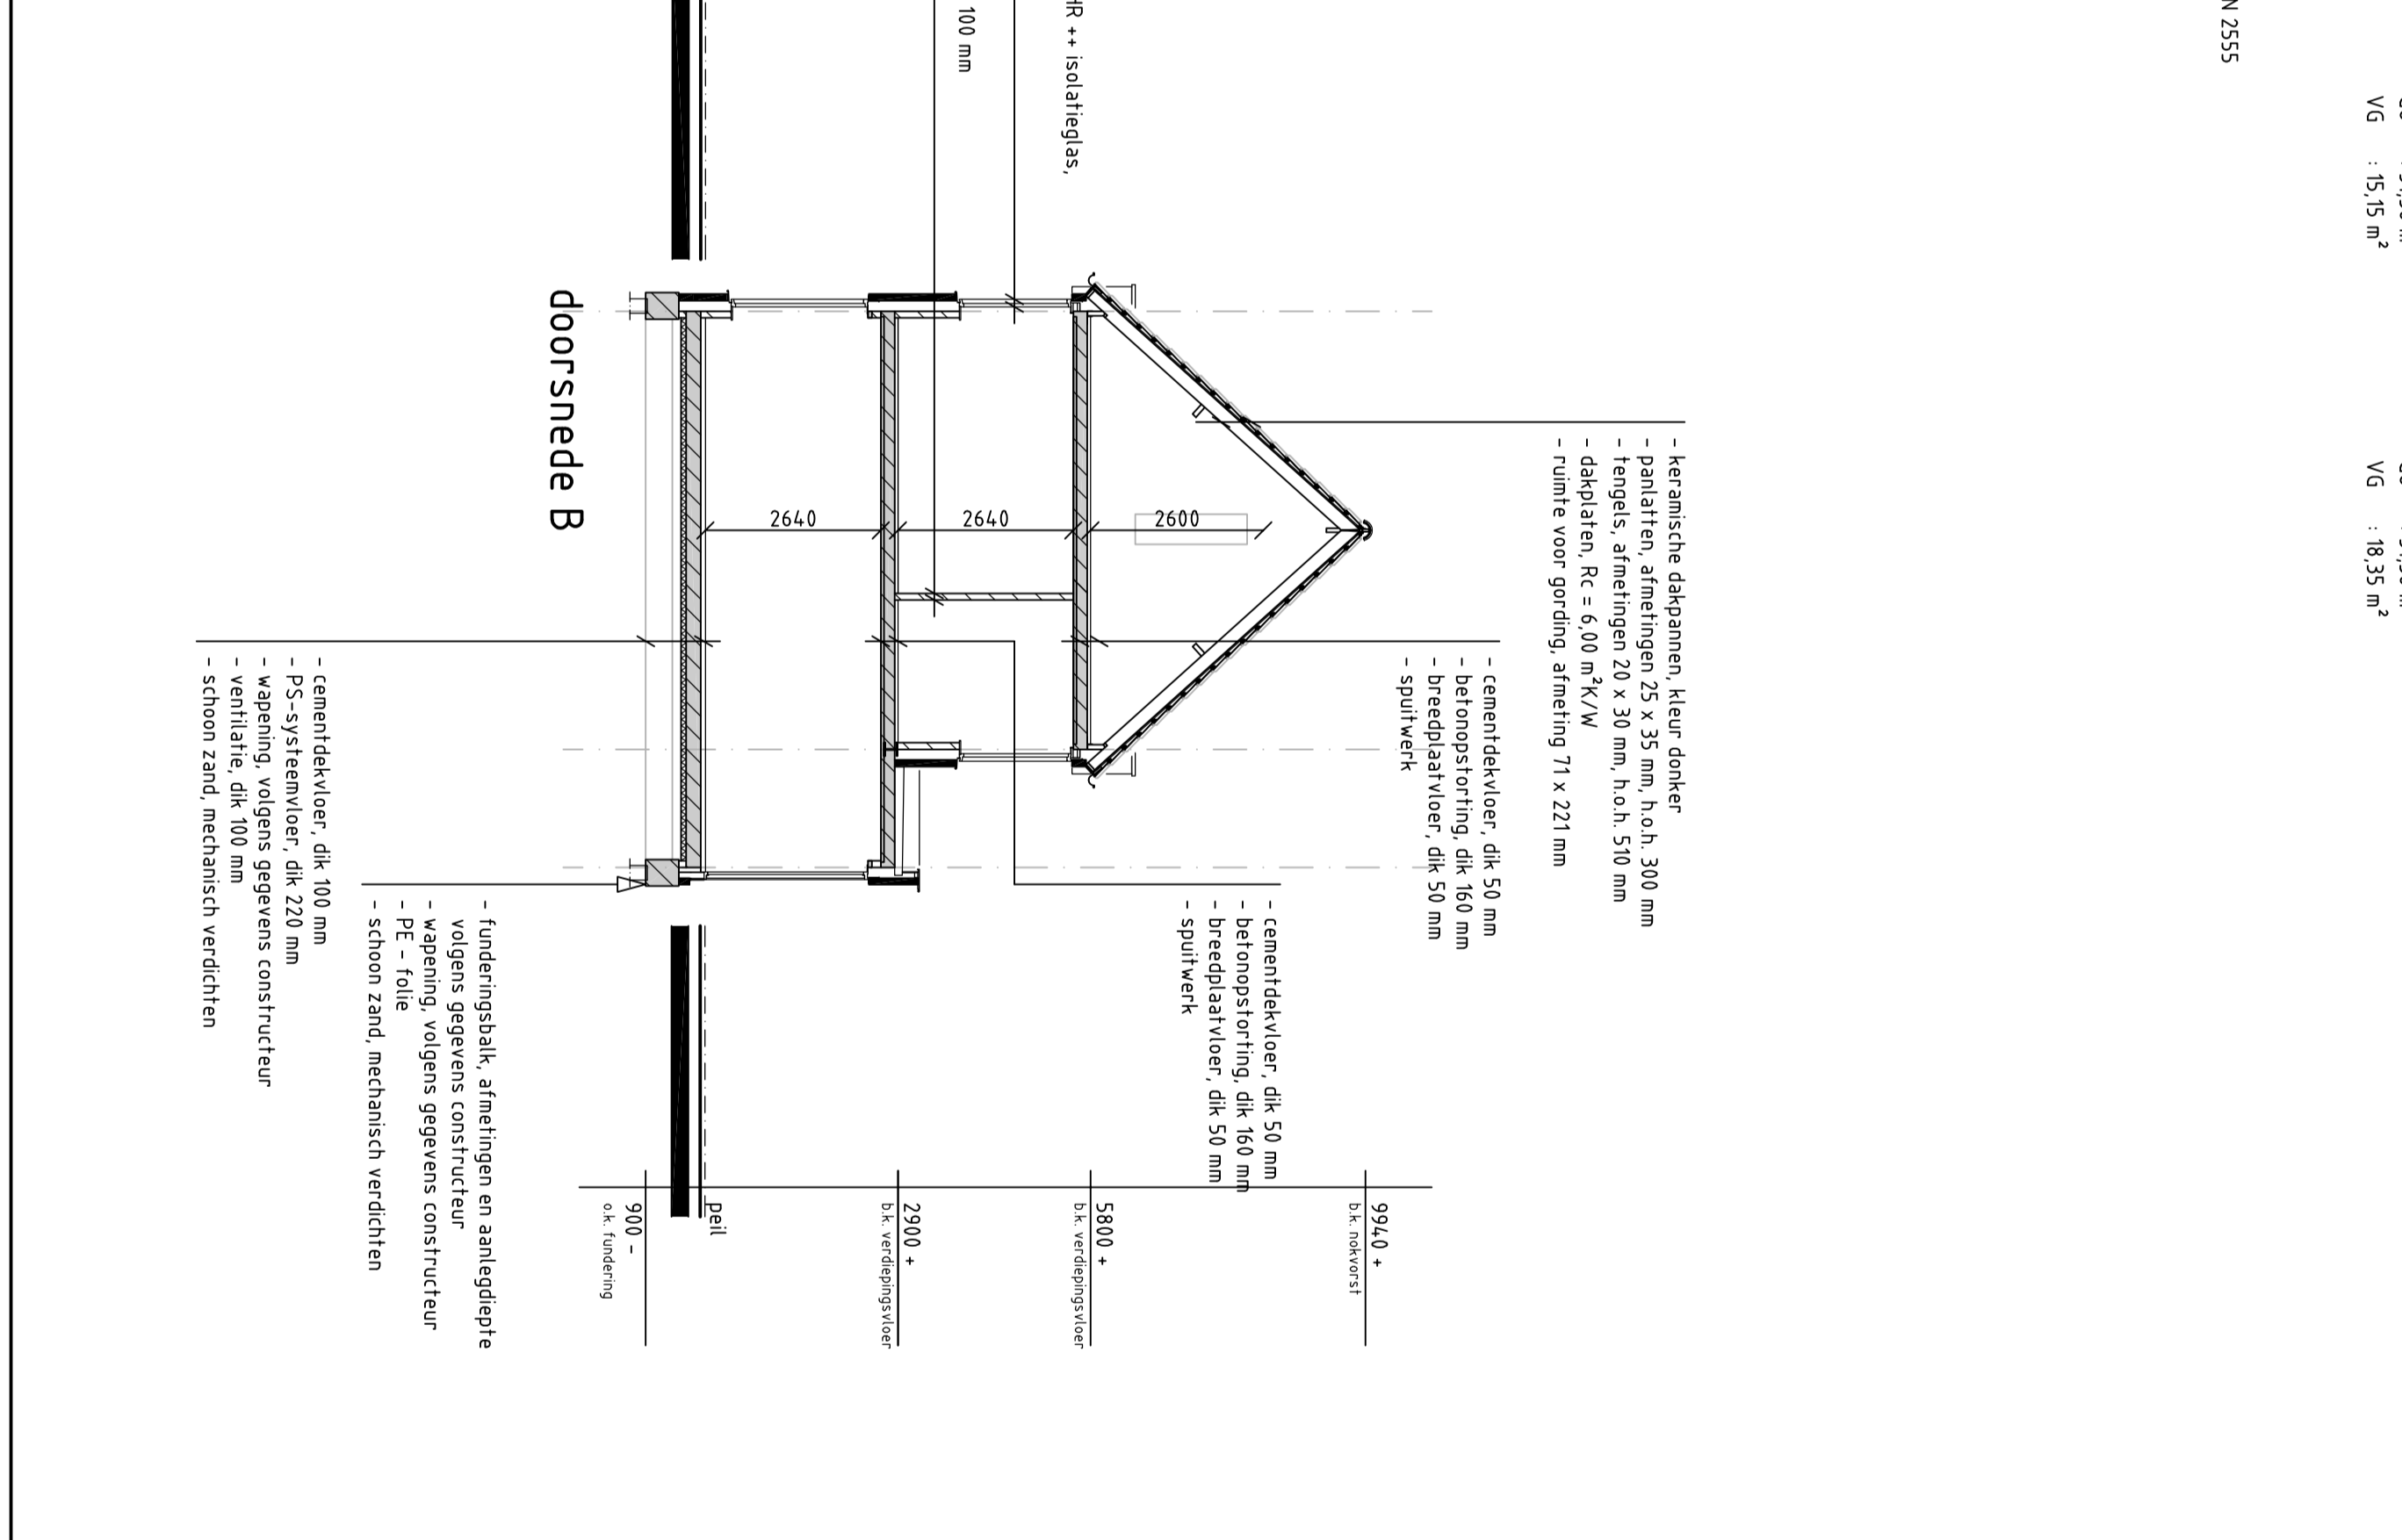 N 2555
VG : 15,15 m²
VG : 18,35 m²
HR ++ isolatieglas,
100 mm
- keramische dakpannen, kleur donker
- panlatten, afmetingen 25 x 35 mm, h.o.h. 300 mm
- tengels, afmetingen 20 x 30 mm, h.o.h. 510 mm
- dakplaten, Rc = 6,00 m²K/W
- ruimte voor gording, afmeting 71 x 221 mm
- cementdekvloer, dik 50 mm
- betonopstorting, dik 160 mm
- breedplaatvloer, dik 50 mm
- spuitwerk
- cementdekvloer, dik 50 mm
- betonopstorting, dik 160 mm
- breedplaatvloer, dik 50 mm
- spuitwerk
9940 +
b.k. nokvorst
5800 +
b.k. verdiepingsvloer
2900 +
b.k. verdiepingsvloer
peil
900 -
o.k. fundering
2600
2640
2640
doorsnede B
- funderingsbalk, afmetingen en aanlegdiepte
volgens gegevens constructeur
- wapening, volgens gegevens constructeur
- PE - folie
- schoon zand, mechanisch verdichten
- cementdekvloer, dik 100 mm
- PS-systeemvloer, dik 220 mm
- wapening, volgens gegevens constructeur
- ventilatie, dik 100 mm
- schoon zand, mechanisch verdichten